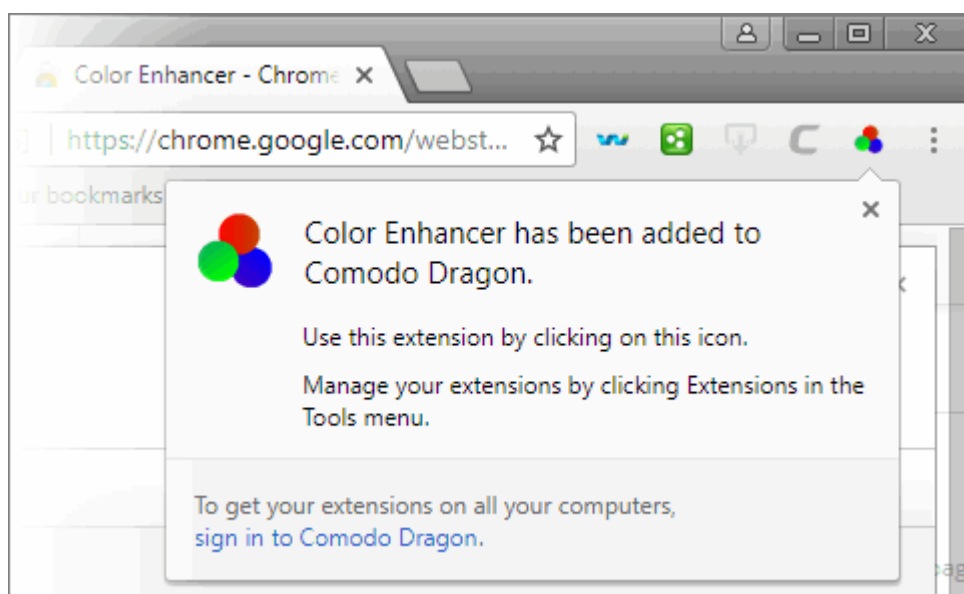 Color Enhancer - Chrome
https://chrome.google.com/webst...
ur bookmarks
Color Enhancer has been added to
Comodo Dragon.
Use this extension by clicking on this icon.
Manage your extensions by clicking Extensions in the
Tools menu.
To get your extensions on all your computers,
sign in to Comodo Dragon.